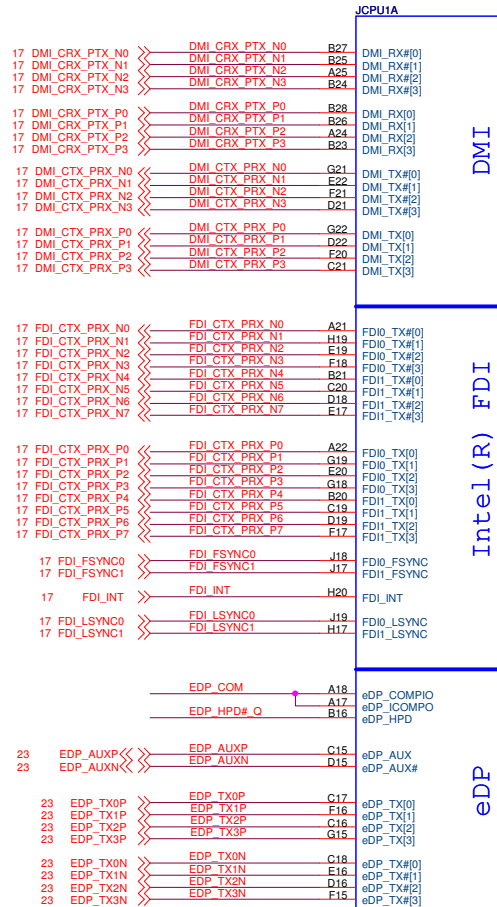 JCPU1A
17 DMI_CRX_PTX_N0 DMI_CRX_PTX_N0 B27 DMI_RX#[0]
17 DMI_CRX_PTX_N1 DMI_CRX_PTX_N1 B25 DMI_RX#[1]
17 DMI_CRX_PTX_N2 DMI_CRX_PTX_N2 A25 DMI_RX#[2]
17 DMI_CRX_PTX_N3 DMI_CRX_PTX_N3 B24 DMI_RX#[3]
17 DMI_CRX_PTX_P0 DMI_CRX_PTX_P0 B28 DMI_RX[0]
17 DMI_CRX_PTX_P1 DMI_CRX_PTX_P1 B26 DMI_RX[1]
17 DMI_CRX_PTX_P2 DMI_CRX_PTX_P2 A24 DMI_RX[2]
17 DMI_CRX_PTX_P3 DMI_CRX_PTX_P3 B23 DMI_RX[3]
DMI
17 DMI_CTX_PRX_N0 DMI_CTX_PRX_N0 G21 DMI_TX#[0]
17 DMI_CTX_PRX_N1 DMI_CTX_PRX_N1 E22 DMI_TX#[1]
17 DMI_CTX_PRX_N2 DMI_CTX_PRX_N2 F21 DMI_TX#[2]
17 DMI_CTX_PRX_N3 DMI_CTX_PRX_N3 D21 DMI_TX#[3]
17 DMI_CTX_PRX_P0 DMI_CTX_PRX_P0 G22 DMI_TX[0]
17 DMI_CTX_PRX_P1 DMI_CTX_PRX_P1 D22 DMI_TX[1]
17 DMI_CTX_PRX_P2 DMI_CTX_PRX_P2 F20 DMI_TX[2]
17 DMI_CTX_PRX_P3 DMI_CTX_PRX_P3 C21 DMI_TX[3]
17 FDI_CTX_PRX_N0 FDI_CTX_PRX_N0 A21 FDI0_TX#[0]
17 FDI_CTX_PRX_N1 FDI_CTX_PRX_N1 H19 FDI0_TX#[1]
17 FDI_CTX_PRX_N2 FDI_CTX_PRX_N2 E19 FDI0_TX#[2]
17 FDI_CTX_PRX_N3 FDI_CTX_PRX_N3 F18 FDI0_TX#[3]
17 FDI_CTX_PRX_N4 FDI_CTX_PRX_N4 B21 FDI1_TX#[0]
17 FDI_CTX_PRX_N5 FDI_CTX_PRX_N5 C20 FDI1_TX#[1]
17 FDI_CTX_PRX_N6 FDI_CTX_PRX_N6 D18 FDI1_TX#[2]
17 FDI_CTX_PRX_N7 FDI_CTX_PRX_N7 E17 FDI1_TX#[3]
Intel(R) FDI
17 FDI_CTX_PRX_P0 FDI_CTX_PRX_P0 A22 FDI0_TX[0]
17 FDI_CTX_PRX_P1 FDI_CTX_PRX_P1 G19 FDI0_TX[1]
17 FDI_CTX_PRX_P2 FDI_CTX_PRX_P2 E20 FDI0_TX[2]
17 FDI_CTX_PRX_P3 FDI_CTX_PRX_P3 G18 FDI0_TX[3]
17 FDI_CTX_PRX_P4 FDI_CTX_PRX_P4 B20 FDI1_TX[0]
17 FDI_CTX_PRX_P5 FDI_CTX_PRX_P5 C19 FDI1_TX[1]
17 FDI_CTX_PRX_P6 FDI_CTX_PRX_P6 D19 FDI1_TX[2]
17 FDI_CTX_PRX_P7 FDI_CTX_PRX_P7 F17 FDI1_TX[3]
17 FDI_FSYNC0 FDI_FSYNC0 J18 FDI0_FSYNC
17 FDI_FSYNC1 FDI_FSYNC1 J17 FDI1_FSYNC
17 FDI_INT FDI_INT H20 FDI_INT
17 FDI_LSYNC0 FDI_LSYNC0 J19 FDI0_LSYNC
17 FDI_LSYNC1 FDI_LSYNC1 H17 FDI1_LSYNC
EDP_COM A18 eDP_COMPIO
A17 eDP_ICOMPO
EDP_HPD#_Q B16 eDP_HPD
23 EDP_AUXP EDP_AUXP C15 eDP_AUX
23 EDP_AUXN EDP_AUXN D15 eDP_AUX#
eDP
23 EDP_TX0P EDP_TX0P C17 eDP_TX[0]
23 EDP_TX1P EDP_TX1P F16 eDP_TX[1]
23 EDP_TX2P EDP_TX2P C16 eDP_TX[2]
23 EDP_TX3P EDP_TX3P G15 eDP_TX[3]
23 EDP_TX0N EDP_TX0N C18 eDP_TX#[0]
23 EDP_TX1N EDP_TX1N E16 eDP_TX#[1]
23 EDP_TX2N EDP_TX2N D16 eDP_TX#[2]
23 EDP_TX3N EDP_TX3N F15 eDP_TX#[3]